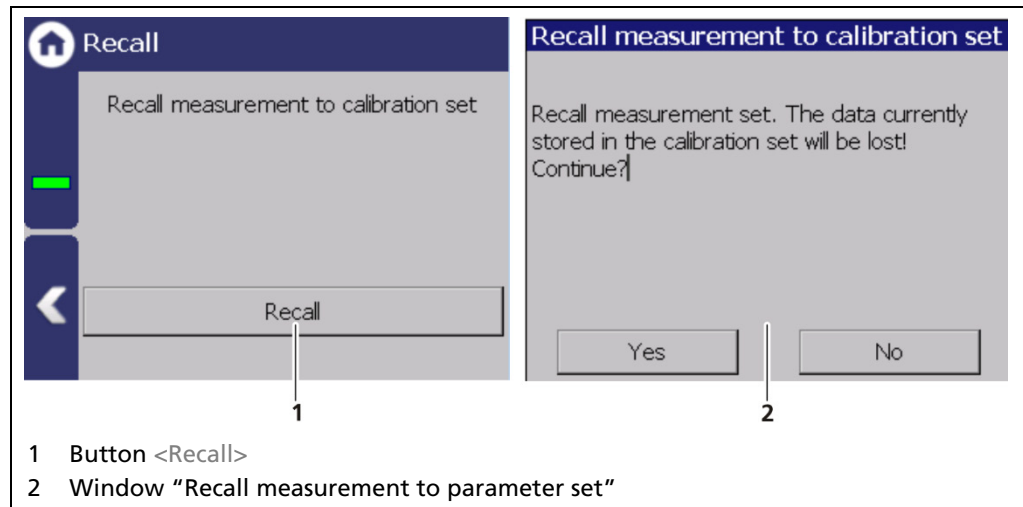 Recall
Recall measurement to calibration set
Recall
Recall measurement to calibration set
Recall measurement set. The data currently
stored in the calibration set will be lost!
Continue?
Yes
No
1
2
1 Button <Recall>
2 Window “Recall measurement to parameter set”